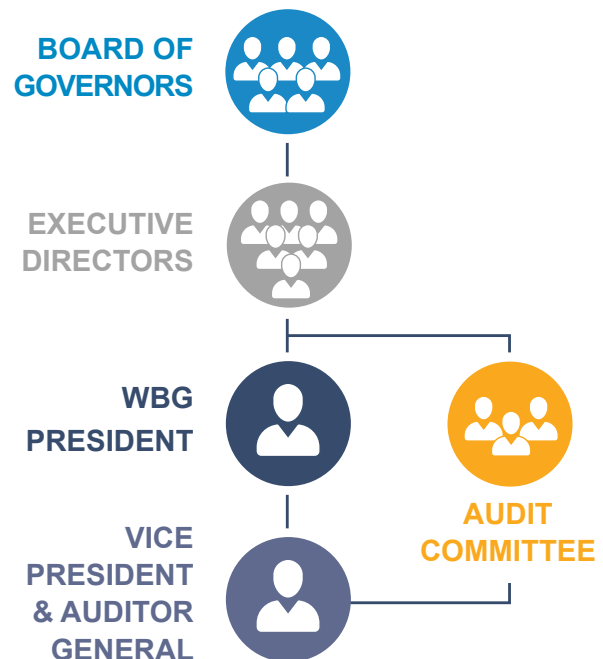 BOARD OF
GOVERNORS
EXECUTIVE
DIRECTORS
WBG
PRESIDENT
AUDIT
COMMITTEE
VICE
PRESIDENT
& AUDITOR
GENERAL